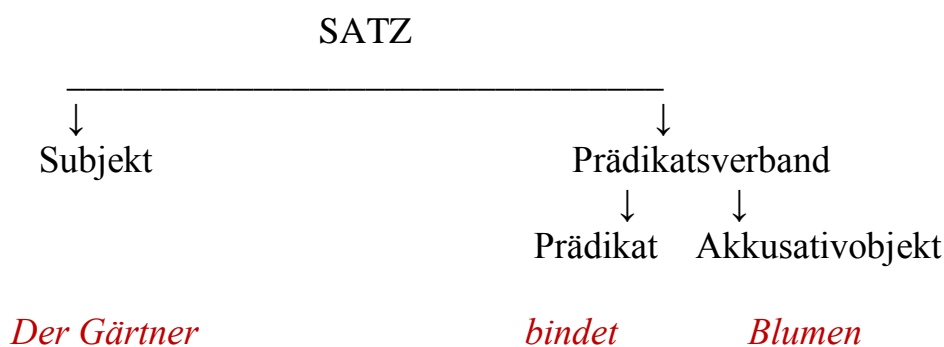 SATZ
Subjekt Prädikatsverband
Prädikat Akkusativobjekt
Der Gärtner bindet Blumen